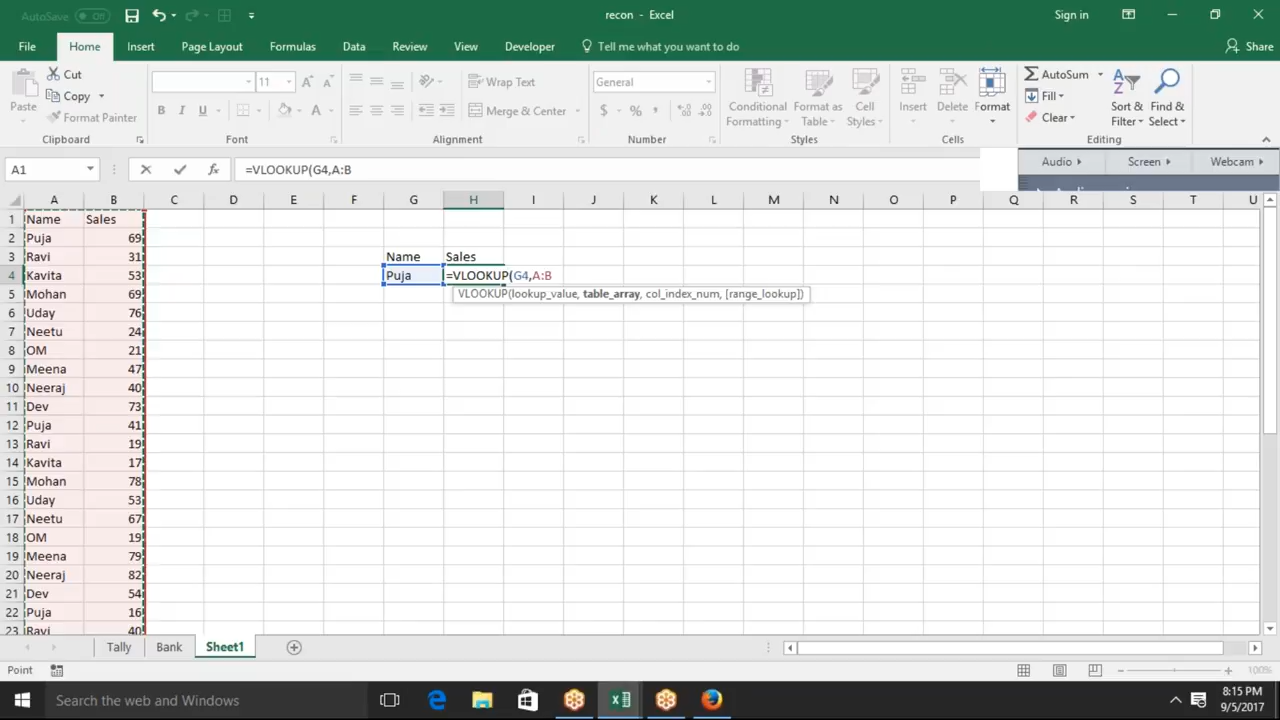 AutoSave Off
recon - Excel
Sign in
File Home Insert Page Layout Formulas Data Review View Developer Tell me what you want to do Share
Paste
Cut
Copy
Format Painter
Clipboard
11
B I U
Font
Wrap Text
Merge & Center
Alignment
General
$ % ,
Number
Conditional Formatting
Format as Table
Cell Styles
Styles
Insert
Delete
Format
Cells
AutoSum
Fill
Clear
Sort & Filter
Find & Select
Editing
A1
fx
=VLOOKUP(G4,A:B
Audio
Screen
Webcam
A B C D E F G H I J K L M N O P Q R S T U
1 Name Sales
2 Puja 69
3 Ravi 31 Name Sales
4 Kavita 53 Puja =VLOOKUP(G4,A:B
VLOOKUP(lookup_value, table_array, col_index_num, [range_lookup])
5 Mohan 69
6 Uday 76
7 Neetu 24
8 OM 21
9 Meena 47
10 Neeraj 40
11 Dev 73
12 Puja 41
13 Ravi 19
14 Kavita 17
15 Mohan 78
16 Uday 53
17 Neetu 67
18 OM 19
19 Meena 79
20 Neeraj 82
21 Dev 54
22 Puja 16
23 Ravi 40
Tally Bank Sheet1
Point
100%
Search the web and Windows
8:15 PM
9/5/2017